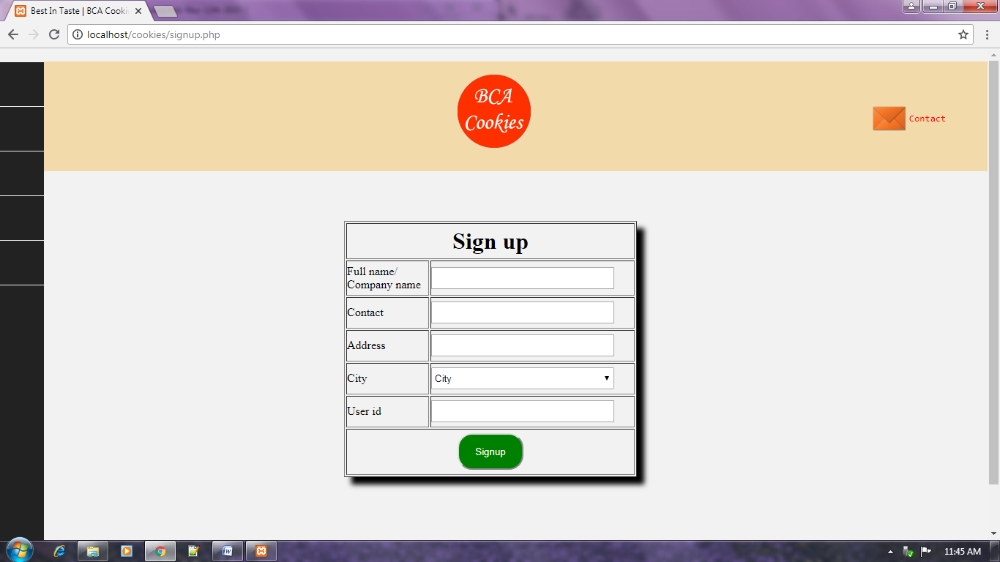 Best In Taste | BCA Cooki
localhost/cookies/signup.php
BCA
Cookies
Contact
Sign up
Full name/
Company name
Contact
Address
City
City
User id
Signup
11:45 AM